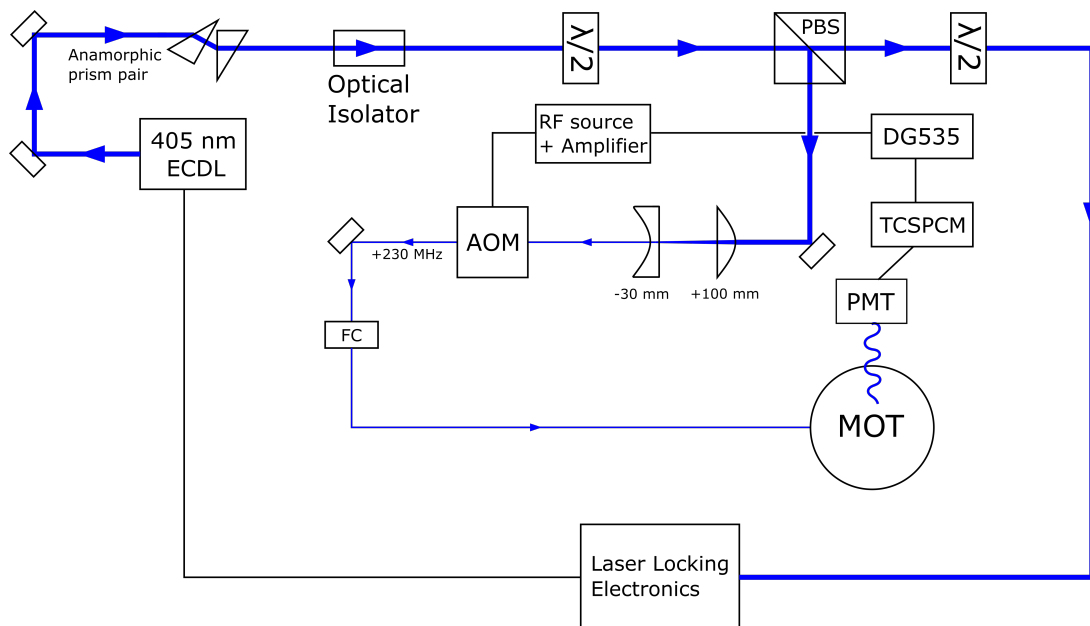 Anamorphic
prism pair
Optical
Isolator
λ/2
PBS
λ/2
405 nm
ECDL
RF source
+ Amplifier
DG535
TCSPCM
AOM
+230 MHz
-30 mm
+100 mm
PMT
FC
MOT
Laser Locking
Electronics